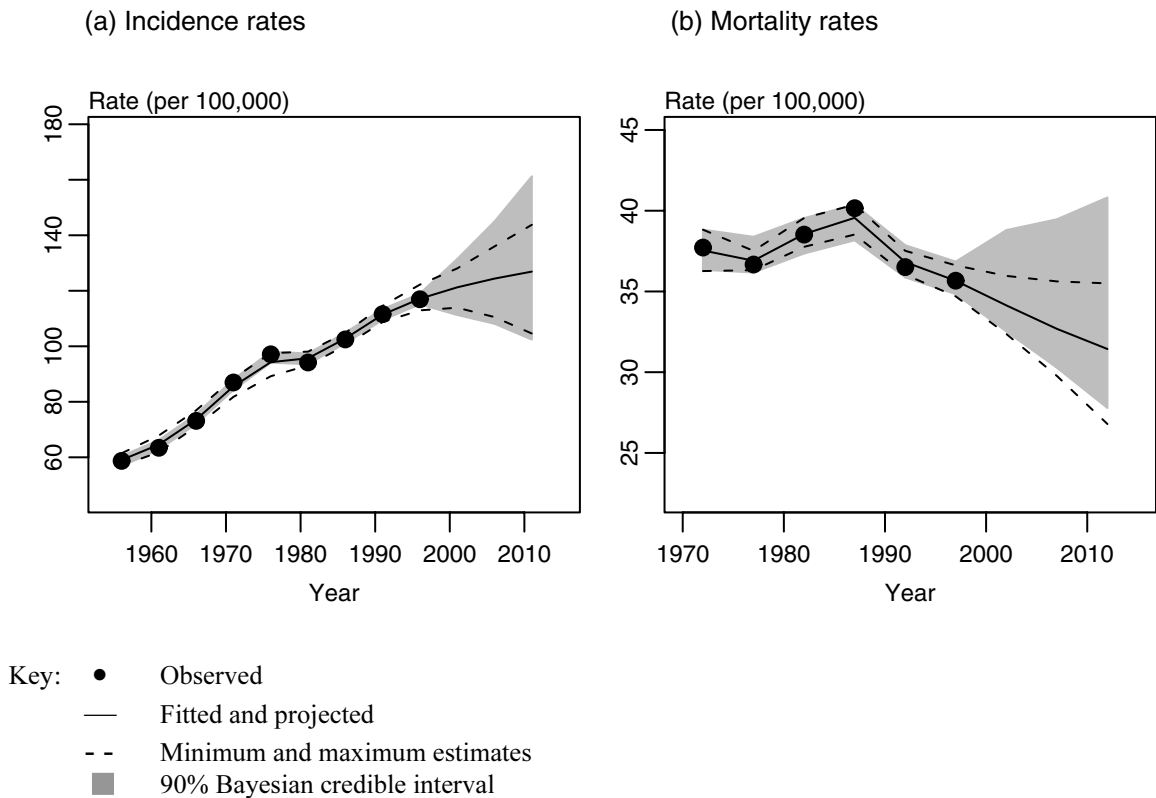 (a) Incidence rates
Rate (per 100,000)
180
140
100
80
60
1960 1970 1980 1990 2000 2010
Year
(b) Mortality rates
Rate (per 100,000)
45
40
35
30
25
1970 1980 1990 2000 2010
Year
Key: Observed
Fitted and projected
Minimum and maximum estimates
90% Bayesian credible interval